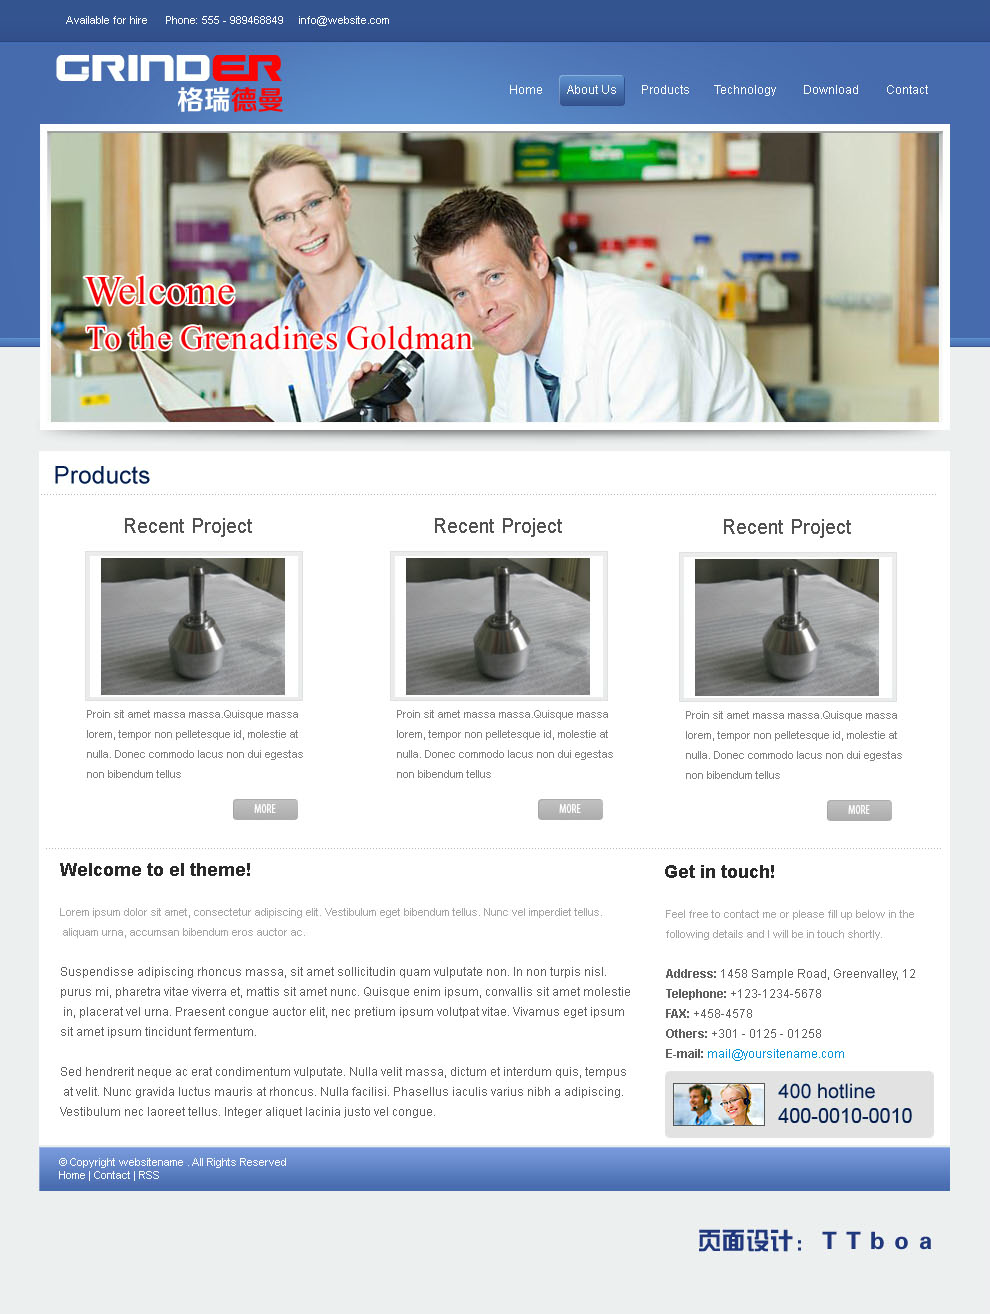 Available for hire Phone: 555 - 989468849 info@website.com
GRINDER
格瑞德曼
Home About Us Products Technology Download Contact
Welcome
To the Grenadines Goldman
Products
Recent Project
Proin sit amet massa massa.Quisque massa
lorem, tempor non pelletesque id, molestie at
nulla. Donec commodo lacus non dui egestas
non bibendum tellus
MORE
Recent Project
Proin sit amet massa massa.Quisque massa
lorem, tempor non pelletesque id, molestie at
nulla. Donec commodo lacus non dui egestas
non bibendum tellus
MORE
Recent Project
Proin sit amet massa massa.Quisque massa
lorem, tempor non pelletesque id, molestie at
nulla. Donec commodo lacus non dui egestas
non bibendum tellus
MORE
Welcome to el theme!
Lorem ipsum dolor sit amet, consectetur adipiscing elit. Vestibulum eget bibendum tellus. Nunc vel imperdiet tellus.
aliquam urna, accumsan bibendum eros auctor ac.
Suspendisse adipiscing rhoncus massa, sit amet sollicitudin quam vulputate non. In non turpis nisl.
purus mi, pharetra vitae viverra et, mattis sit amet nunc. Quisque enim ipsum, convallis sit amet molestie
in, placerat vel urna. Praesent congue auctor elit, nec pretium ipsum volutpat vitae. Vivamus eget ipsum
sit amet ipsum tincidunt fermentum.
Sed hendrerit neque ac erat condimentum vulputate. Nulla velit massa, dictum et interdum quis, tempus
at velit. Nunc gravida luctus mauris at rhoncus. Nulla facilisi. Phasellus iaculis varius nibh a adipiscing.
Vestibulum nec laoreet tellus. Integer aliquet lacinia justo vel congue.
Get in touch!
Feel free to contact me or please fill up below in the
following details and I will be in touch shortly.
Address: 1458 Sample Road, Greenvalley, 12
Telephone: +123-1234-5678
FAX: +458-4578
Others: +301 - 0125 - 01258
E-mail: mail@yoursitename.com
400 hotline
400-0010-0010
© Copyright websitename . All Rights Reserved
Home | Contact | RSS
页面设计：TTboa